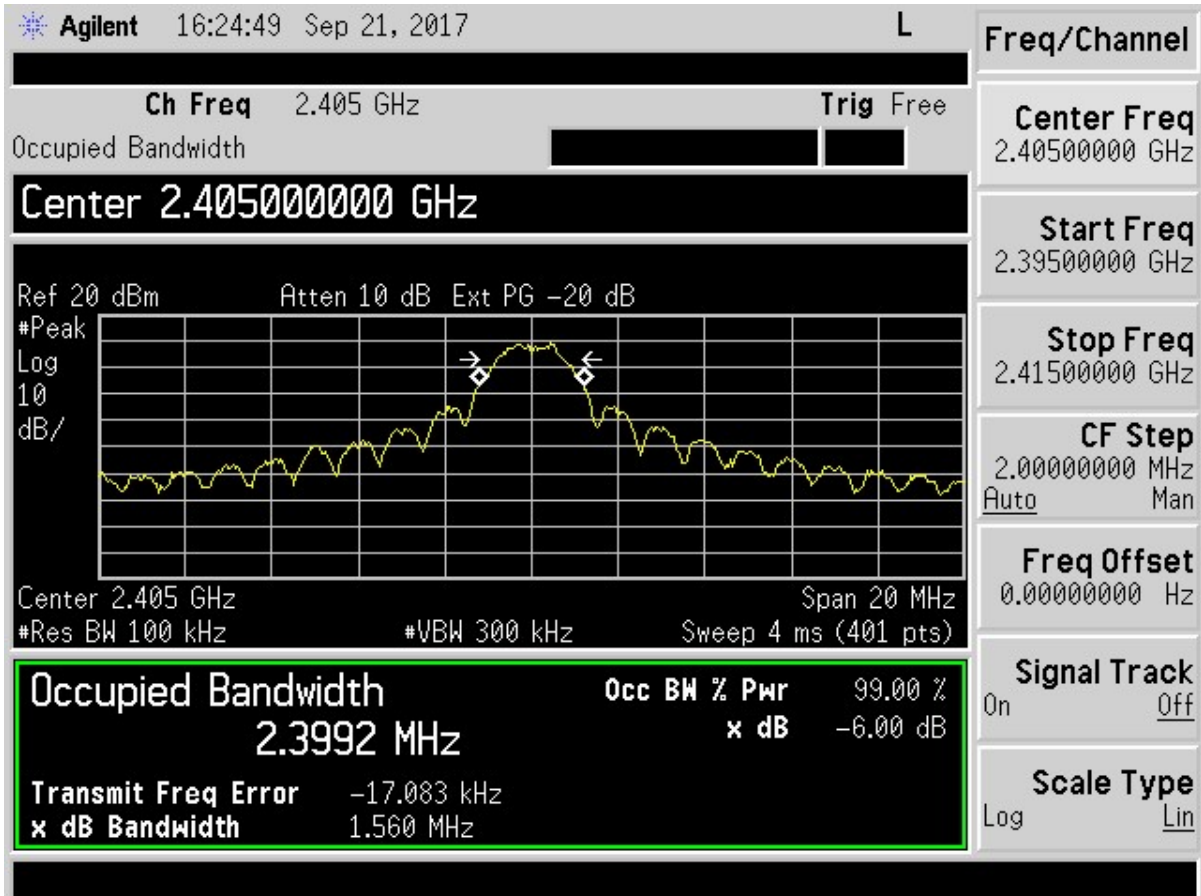 Agilent 16:24:49 Sep 21, 2017 L
Ch Freq 2.405 GHz Trig Free
Occupied Bandwidth
Center 2.405000000 GHz
Ref 20 dBm Atten 10 dB Ext PG -20 dB
#Peak
Log
10
dB/
Center 2.405 GHz Span 20 MHz
#Res BW 100 kHz #VBW 300 kHz Sweep 4 ms (401 pts)
Occupied Bandwidth Occ BW % Pwr 99.00 %
2.3992 MHz x dB -6.00 dB
Transmit Freq Error -17.083 kHz
x dB Bandwidth 1.560 MHz
Freq/Channel
Center Freq
2.40500000 GHz
Start Freq
2.39500000 GHz
Stop Freq
2.41500000 GHz
CF Step
2.00000000 MHz
Auto Man
Freq Offset
0.00000000 Hz
Signal Track
On Off
Scale Type
Log Lin